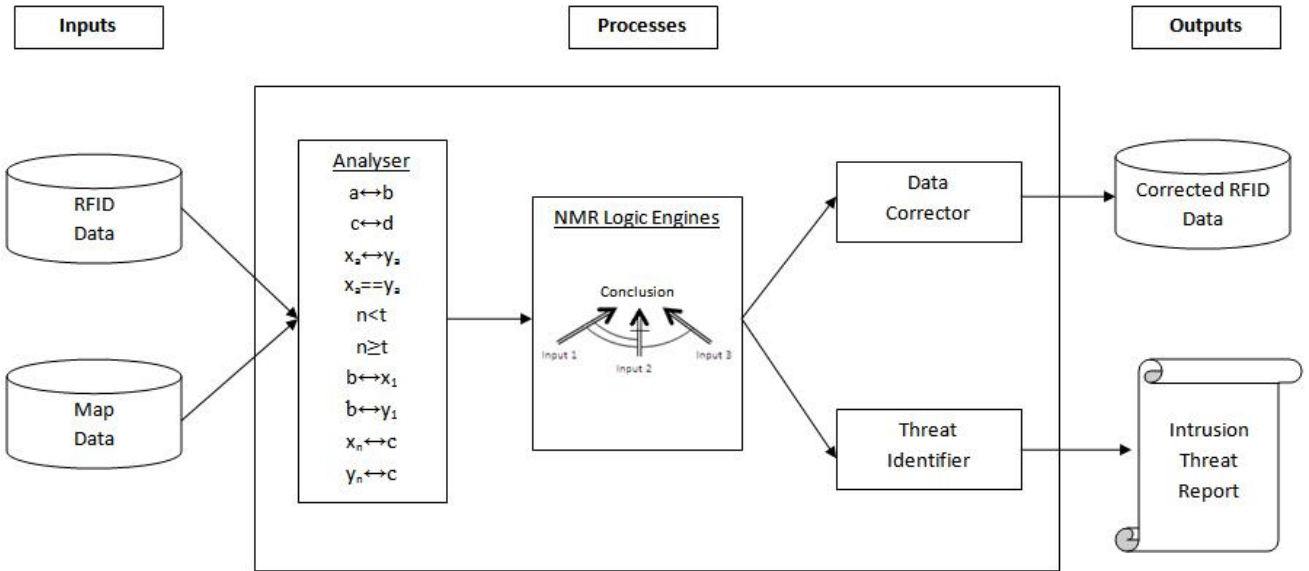 Inputs
Processes
Outputs
RFID
Data
Map
Data
Analyser
a↔b
c↔d
xₐ↔yₐ
xₐ==yₐ
n<t
n≥t
b↔x₁
b↔y₁
xₙ↔c
yₙ↔c
NMR Logic Engines
Conclusion
Input 1
Input 2
Input 3
Data
Corrector
Threat
Identifier
Corrected RFID
Data
Intrusion
Threat
Report